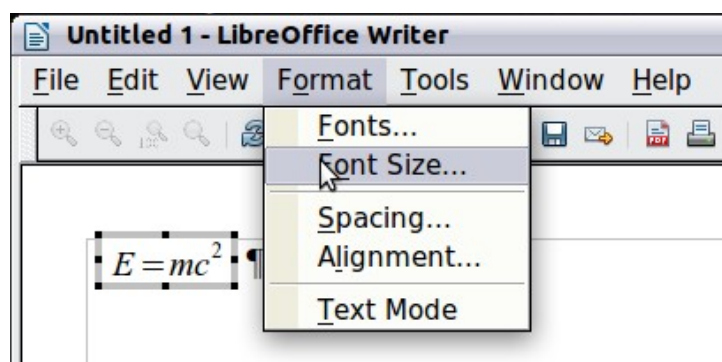 Untitled 1 - LibreOffice Writer
File Edit View Format Tools Window Help
Fonts...
Font Size...
Spacing...
Alignment...
Text Mode
E=mc² ¶
PDF